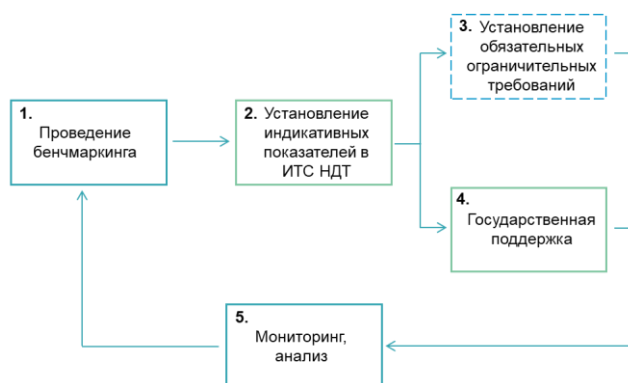 1.
Проведение
бенчмаркинга
2. Установление
индикативных
показателей в
ИТС НДТ
3. Установление
обязательных
ограничительных
требований
4.
Государственная
поддержка
5.
Мониторинг,
анализ